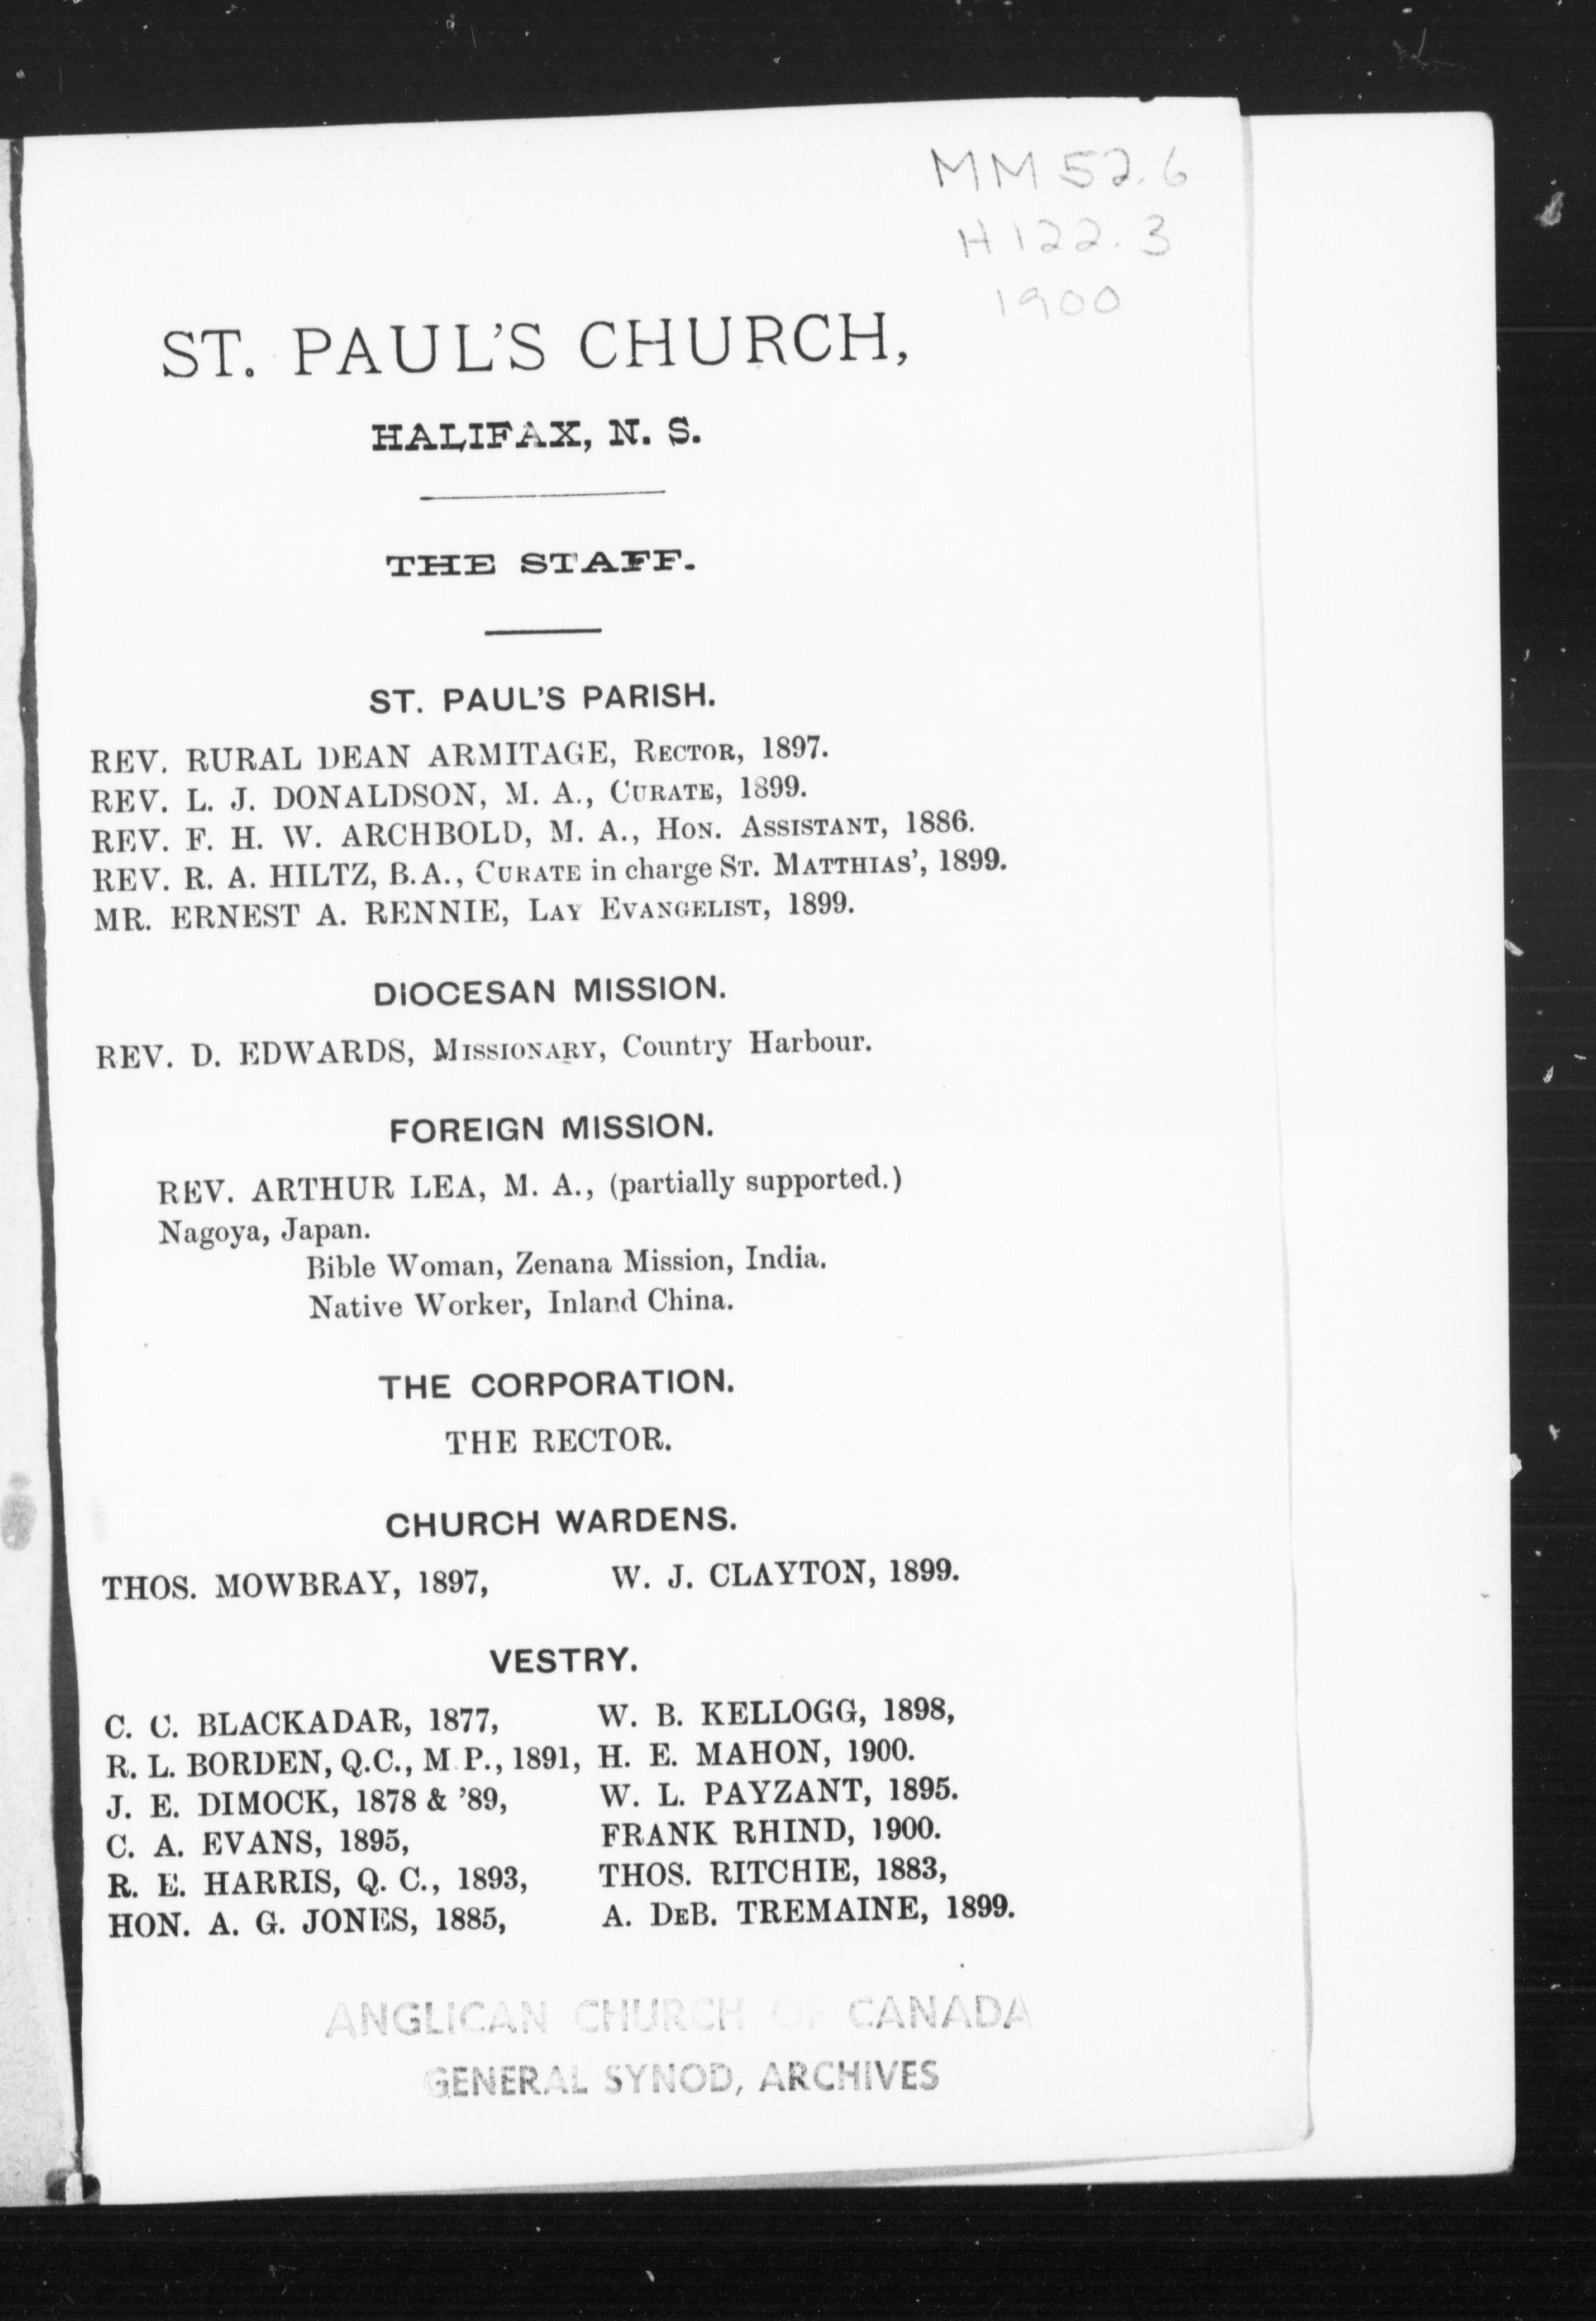 MM 52.6
H 122.3
1900
ST. PAUL'S CHURCH,
HALIFAX, N. S.
THE STAFF.
ST. PAUL'S PARISH.
REV. RURAL DEAN ARMITAGE, RECTOR, 1897.
REV. L. J. DONALDSON, M. A., CURATE, 1899.
REV. F. H. W. ARCHBOLD, M. A., HON. ASSISTANT, 1886.
REV. R. A. HILTZ, B.A., CURATE in charge ST. MATTHIAS', 1899.
MR. ERNEST A. RENNIE, LAY EVANGELIST, 1899.
DIOCESAN MISSION.
REV. D. EDWARDS, MISSIONARY, Country Harbour.
FOREIGN MISSION.
REV. ARTHUR LEA, M. A., (partially supported.)
Nagoya, Japan.
Bible Woman, Zenana Mission, India.
Native Worker, Inland China.
THE CORPORATION.
THE RECTOR.
CHURCH WARDENS.
THOS. MOWBRAY, 1897, W. J. CLAYTON, 1899.
VESTRY.
C. C. BLACKADAR, 1877, W. B. KELLOGG, 1898,
R. L. BORDEN, Q.C., M.P., 1891, H. E. MAHON, 1900.
J. E. DIMOCK, 1878 & '89, W. L. PAYZANT, 1895.
C. A. EVANS, 1895, FRANK RHIND, 1900.
R. E. HARRIS, Q. C., 1893, THOS. RITCHIE, 1883,
HON. A. G. JONES, 1885, A. DEB. TREMAINE, 1899.
ANGLICAN CHURCH OF CANADA
GENERAL SYNOD, ARCHIVES